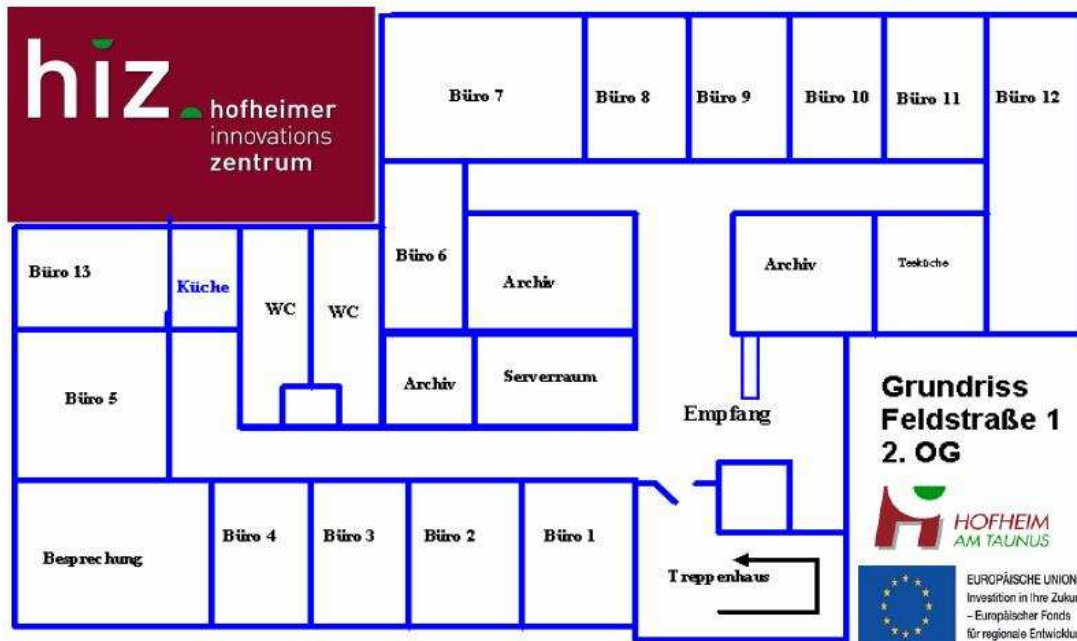 hiz.
hofheimer
innovations
zentrum
Büro 7
Büro 8
Büro 9
Büro 10
Büro 11
Büro 12
Büro 13
Küche
WC
WC
Büro 6
Archiv
Archiv
Teeküche
Büro 5
Archiv
Serverraum
Empfang
Grundriss
Feldstraße 1
2. OG
Besprechung
Büro 4
Büro 3
Büro 2
Büro 1
Treppenhaus
HOFHEIM
AM TAUNUS
EUROPÄISCHE UNION
Investition in Ihre Zuku
– Europäischer Fonds
für regionale Entwicklu